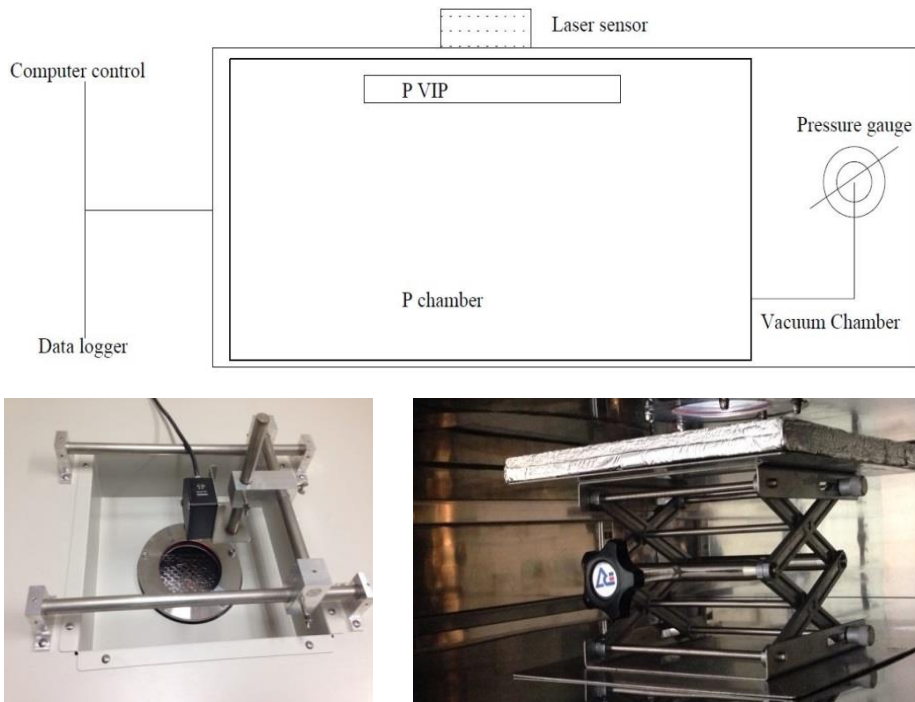 Laser sensor
Computer control
P VIP
Pressure gauge
P chamber
Vacuum Chamber
Data logger